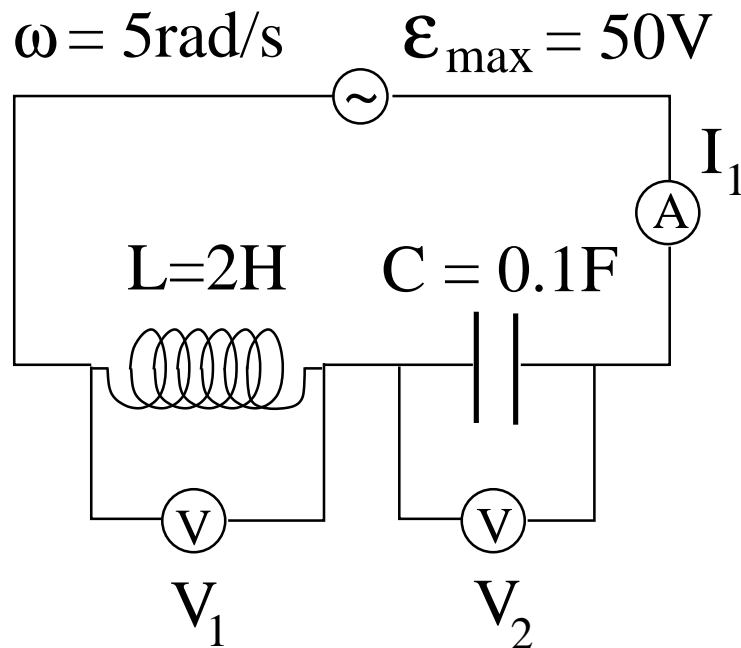 ω = 5rad/s
ε max = 50V
~
I1
A
L=2H
C = 0.1F
V
V
V1
V2